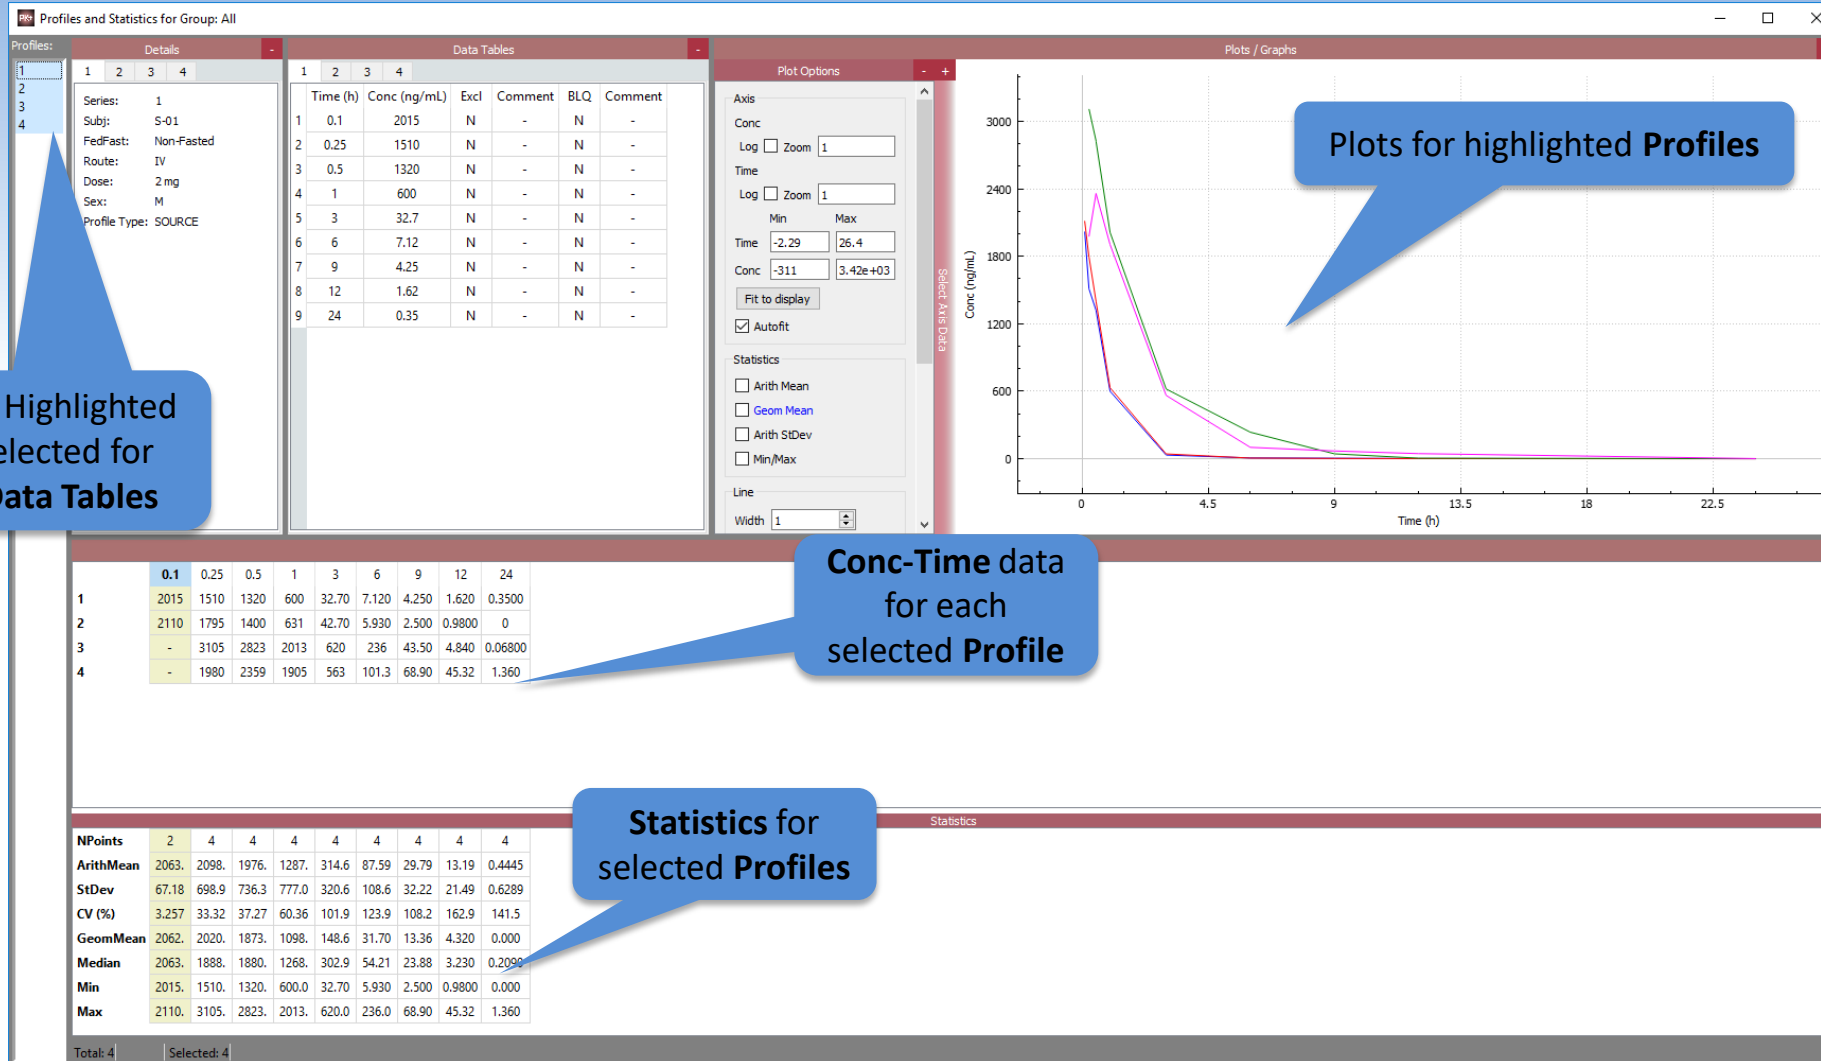 PK+ Profiles and Statistics for Group: All
Profiles:
1
2
3
4
Details -
1 2 3 4
Series: 1
Subj: S-01
FedFast: Non-Fasted
Route: IV
Dose: 2 mg
Sex: M
Profile Type: SOURCE
Highlighted
elected for
Data Tables
Data Tables -
1 2 3 4
Time (h) Conc (ng/mL) Excl Comment BLQ Comment
1 0.1 2015 N - N -
2 0.25 1510 N - N -
3 0.5 1320 N - N -
4 1 600 N - N -
5 3 32.7 N - N -
6 6 7.12 N - N -
7 9 4.25 N - N -
8 12 1.62 N - N -
9 24 0.35 N - N -
Plots / Graphs
Plot Options - +
Axis
Conc
Log Zoom 1
Time
Log Zoom 1
Min Max
Time -2.29 26.4
Conc -311 3.42e+03
Fit to display
Autofit
Statistics
Arith Mean
Geom Mean
Arith StDev
Min/Max
Line
Width 1
Select Axis Data
Conc (ng/mL)
3000
2400
1800
1200
600
0
0 4.5 9 13.5 18 22.5
Time (h)
Plots for highlighted Profiles
0.1 0.25 0.5 1 3 6 9 12 24
1 2015 1510 1320 600 32.70 7.120 4.250 1.620 0.3500
2 2110 1795 1400 631 42.70 5.930 2.500 0.9800 0
3 - 3105 2823 2013 620 236 43.50 4.840 0.06800
4 - 1980 2359 1905 563 101.3 68.90 45.32 1.360
Conc-Time data
for each
selected Profile
Statistics
NPoints 2 4 4 4 4 4 4 4 4
ArithMean 2063. 2098. 1976. 1287. 314.6 87.59 29.79 13.19 0.4445
StDev 67.18 698.9 736.3 777.0 320.6 108.6 32.22 21.49 0.6289
CV (%) 3.257 33.32 37.27 60.36 101.9 123.9 108.2 162.9 141.5
GeomMean 2062. 2020. 1873. 1098. 148.6 31.70 13.36 4.320 0.000
Median 2063. 1888. 1880. 1268. 302.9 54.21 23.88 3.230 0.2090
Min 2015. 1510. 1320. 600.0 32.70 5.930 2.500 0.9800 0.000
Max 2110. 3105. 2823. 2013. 620.0 236.0 68.90 45.32 1.360
Statistics for
selected Profiles
Total: 4 Selected: 4